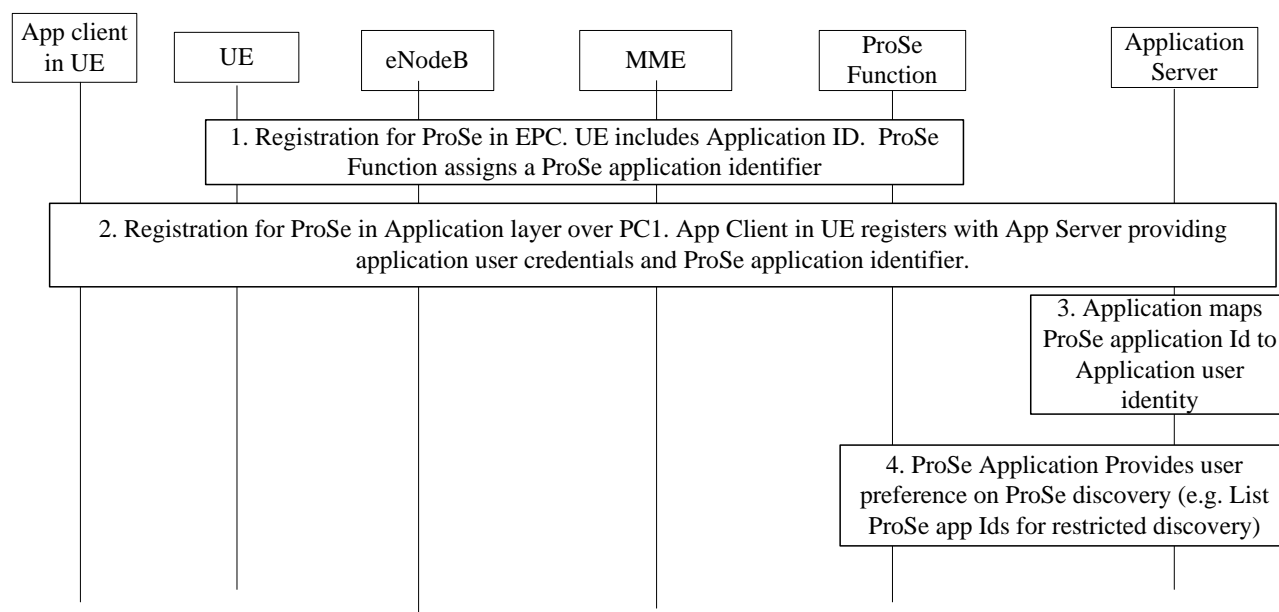 App client
in UE
UE
eNodeB
MME
ProSe
Function
Application
Server
1. Registration for ProSe in EPC. UE includes Application ID. ProSe
Function assigns a ProSe application identifier
2. Registration for ProSe in Application layer over PC1. App Client in UE registers with App Server providing
application user credentials and ProSe application identifier.
3. Application maps
ProSe application Id to
Application user
identity
4. ProSe Application Provides user
preference on ProSe discovery (e.g. List
ProSe app Ids for restricted discovery)